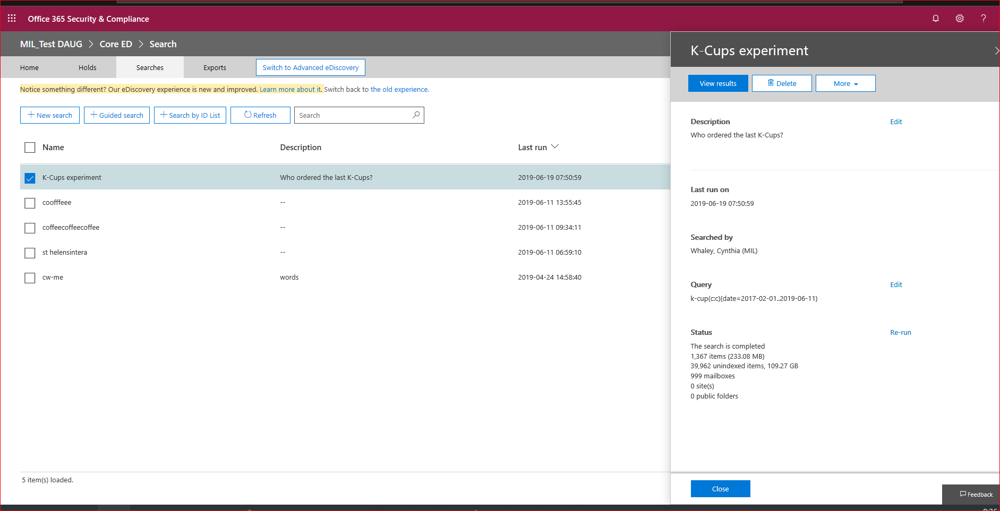 Office 365 Security & Compliance
?
MIL_Test DAUG > Core ED > Search
Home Holds Searches Exports Switch to Advanced eDiscovery
Notice something different? Our eDiscovery experience is new and improved. Learn more about it. Switch back to the old experience.
+ New search + Guided search + Search by ID List Refresh Search
Name Description Last run
K-Cups experiment Who ordered the last K-Cups? 2019-06-19 07:50:59
coofffeee -- 2019-06-11 13:55:45
coffeecoffeecoffee -- 2019-06-11 09:34:11
st helensintera -- 2019-06-11 06:59:10
cw-me words 2019-04-24 14:58:40
5 item(s) loaded.
K-Cups experiment
View results Delete More
Description Edit
Who ordered the last K-Cups?
Last run on
2019-06-19 07:50:59
Searched by
Whaley, Cynthia (MIL)
Query Edit
k-cup(c:c)(date=2017-02-01..2019-06-11)
Status Re-run
The search is completed
1,367 items (233.08 MB)
39,962 unindexed items, 109.27 GB
999 mailboxes
0 site(s)
0 public folders
Close
Feedback